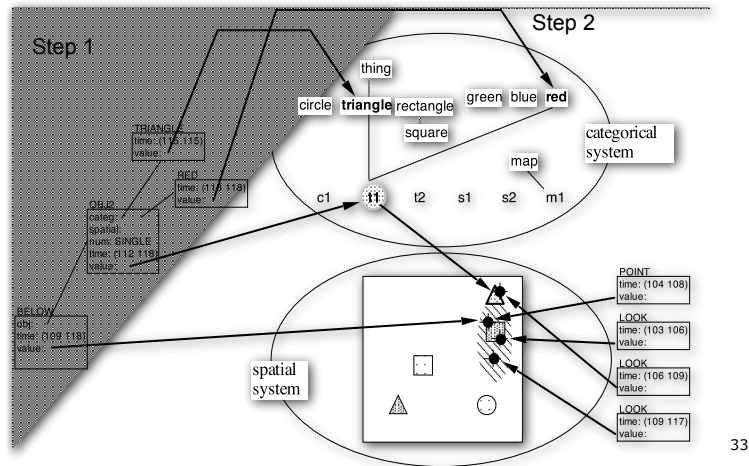 Step 1
Step 2
thing
circle
triangle
rectangle
green
blue
red
square
categorical
system
map
c1
t1
t2
s1
s2
m1
TRIANGLE
time: (115 115)
value:
RED
time: (118 118)
value:
OBJ2
categ:
spatial:
num: SINGLE
time: (112 118)
value:
BELOW
obj:
time: (109 118)
value:
spatial
system
POINT
time: (104 108)
value:
LOOK
time: (103 106)
value:
LOOK
time: (106 109)
value:
LOOK
time: (109 117)
value:
33